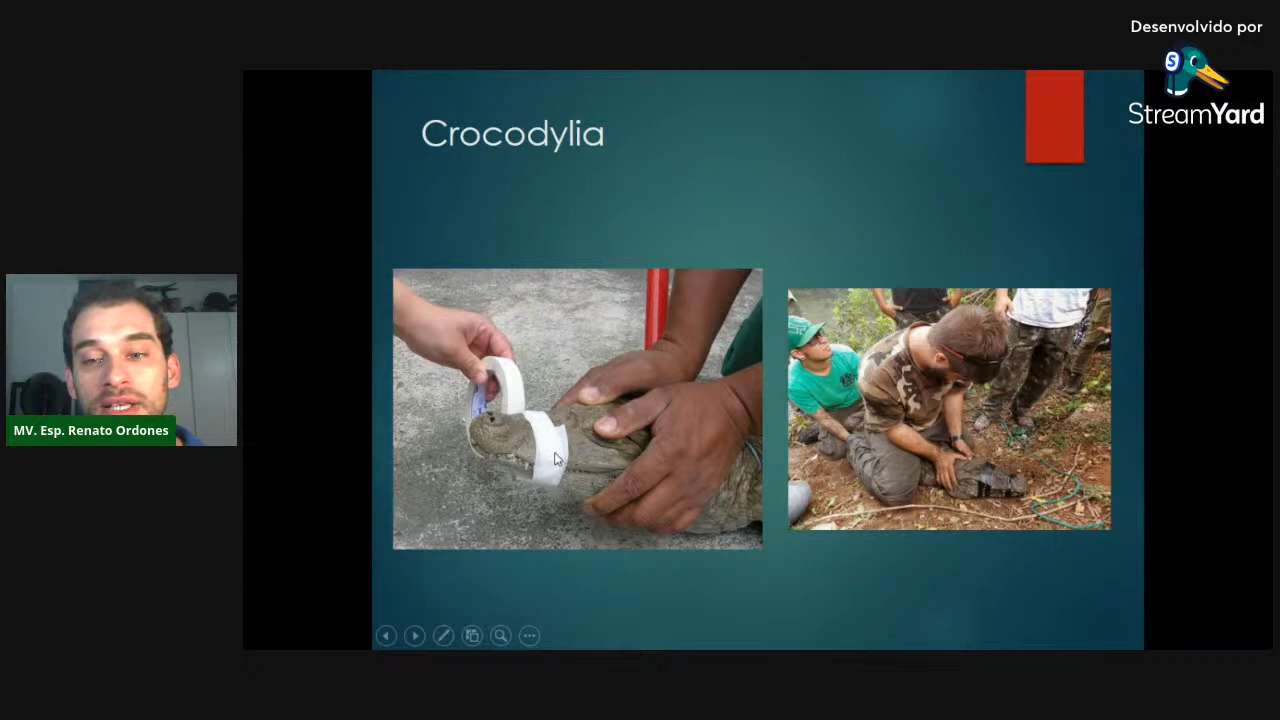 Desenvolvido por
S
StreamYard
Crocodylia
MV. Esp. Renato Ordones